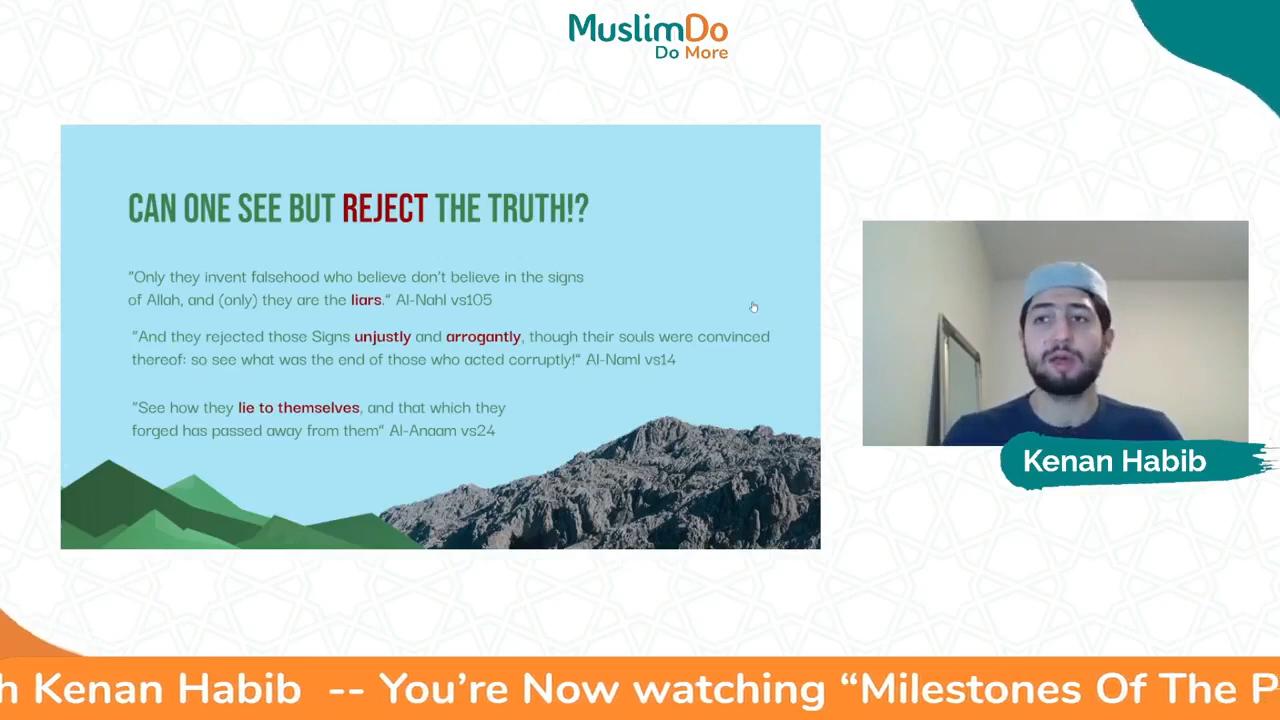 MuslimDo
Do More
CAN ONE SEE BUT REJECT THE TRUTH!?
"Only they invent falsehood who believe don't believe in the signs
of Allah, and (only) they are the liars." Al-Nahl vs105
"And they rejected those Signs unjustly and arrogantly, though their souls were convinced
thereof: so see what was the end of those who acted corruptly!" Al-Naml vs14
"See how they lie to themselves, and that which they
forged has passed away from them" Al-Anaam vs24
Kenan Habib
h Kenan Habib -- You're Now watching "Milestones Of The P